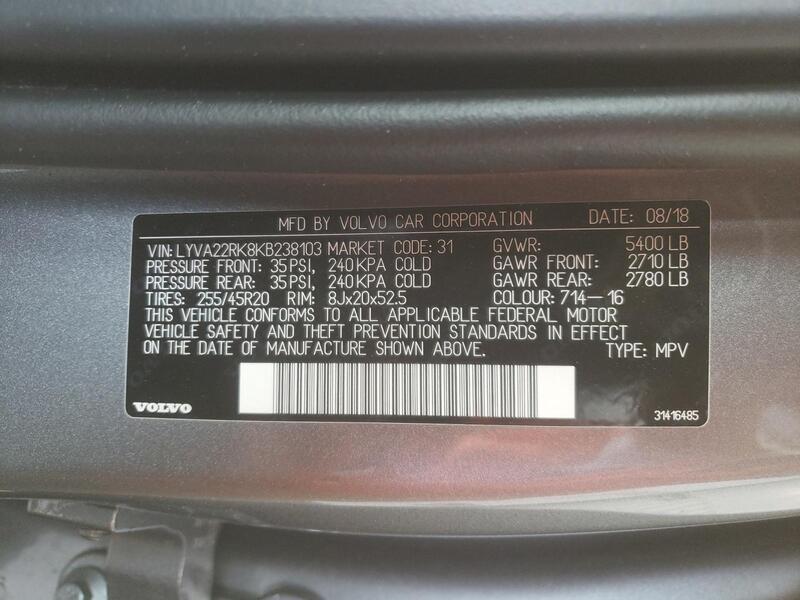 MFD BY VOLVO CAR CORPORATION DATE: 08/18
VIN: LYVA22RK8KB238103 MARKET CODE: 31 GVWR: 5400 LB
PRESSURE FRONT: 35 PSI, 240 KPA COLD GAWR FRONT: 2710 LB
PRESSURE REAR: 35 PSI, 240 KPA COLD GAWR REAR: 2780 LB
TIRES: 255/45R20 RIM: 8Jx20x52.5 COLOUR: 714-16
THIS VEHICLE CONFORMS TO ALL APPLICABLE FEDERAL MOTOR
VEHICLE SAFETY AND THEFT PREVENTION STANDARDS IN EFFECT
ON THE DATE OF MANUFACTURE SHOWN ABOVE. TYPE: MPV
VOLVO 31416485